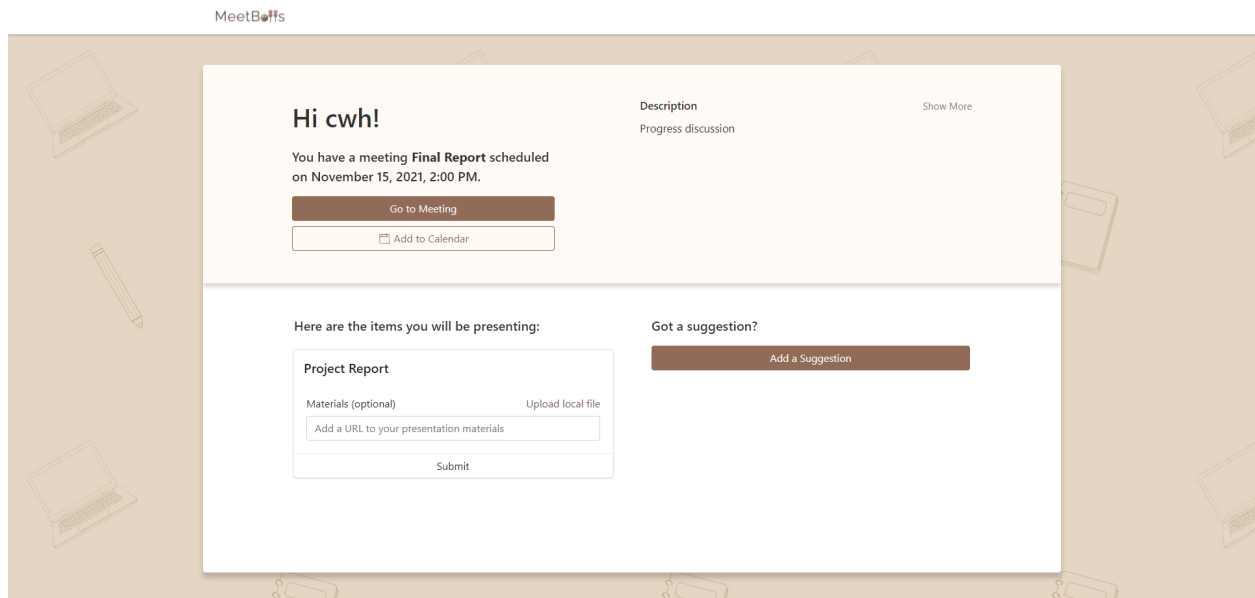 MeetBalls
Hi cwh!
You have a meeting Final Report scheduled
on November 15, 2021, 2:00 PM.
Go to Meeting
Add to Calendar
Description
Show More
Progress discussion
Here are the items you will be presenting:
Project Report
Materials (optional)
Upload local file
Add a URL to your presentation materials
Submit
Got a suggestion?
Add a Suggestion